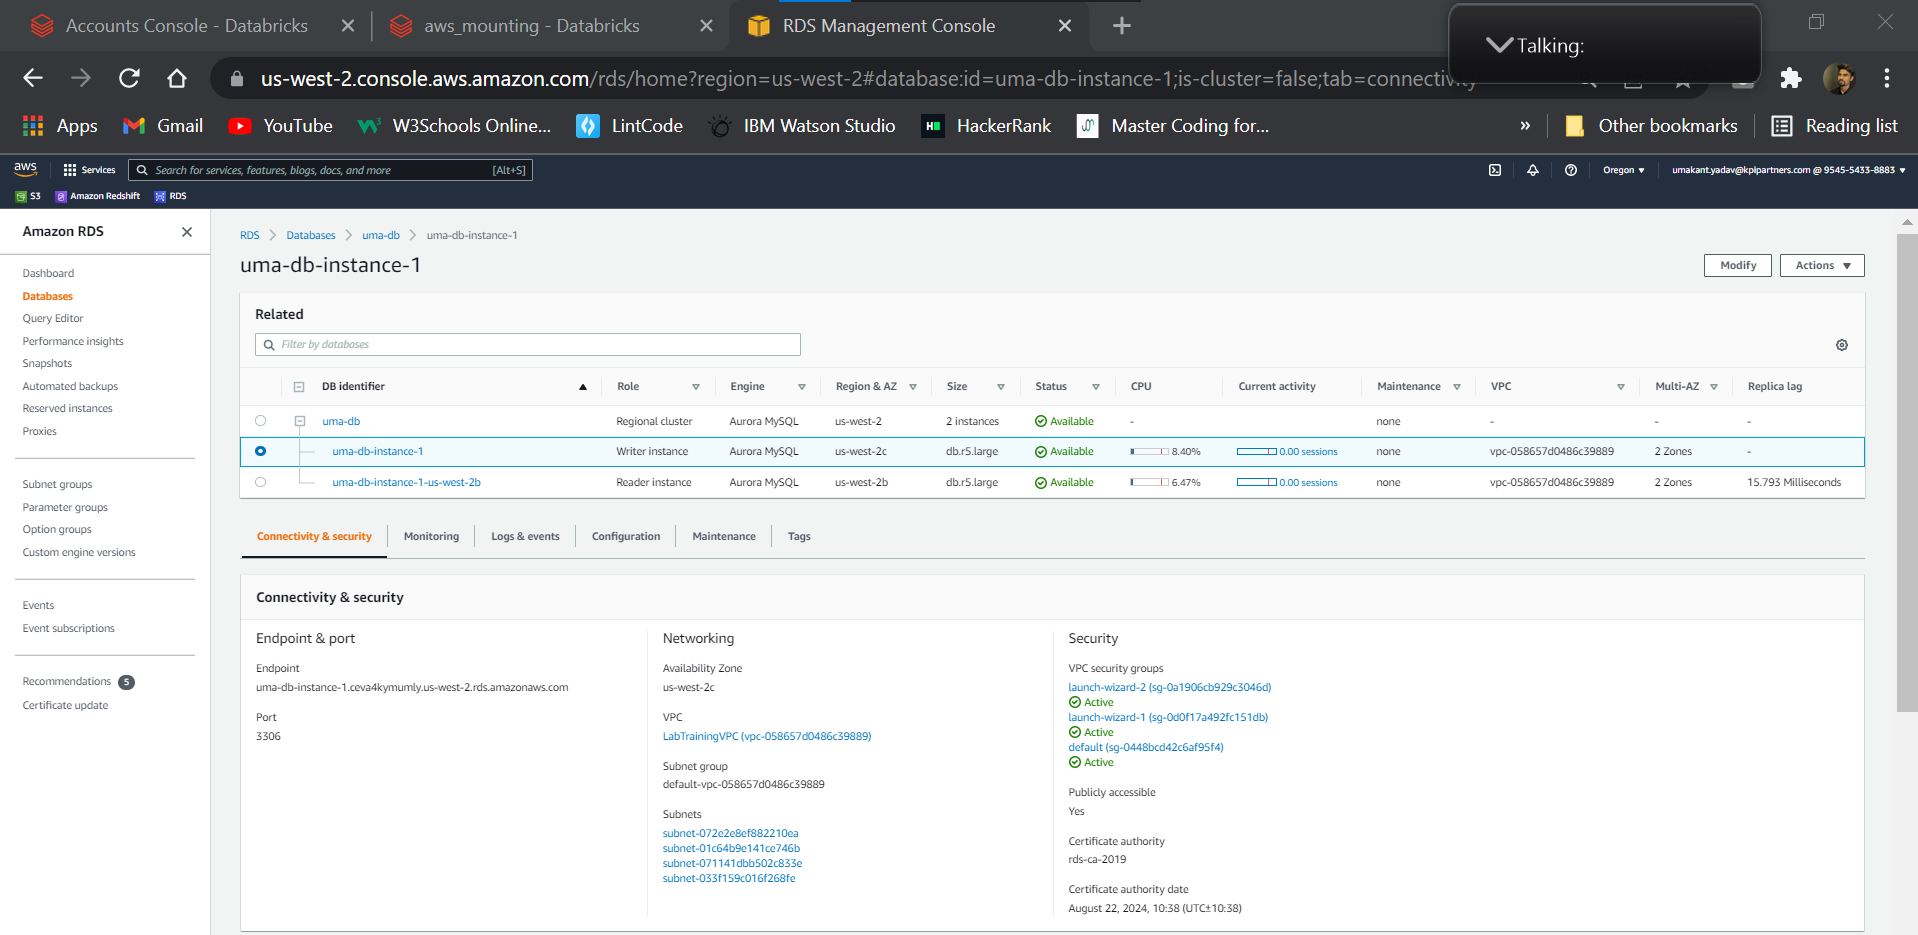 Accounts Console - Databricks
aws_mounting - Databricks
RDS Management Console
Talking:
us-west-2.console.aws.amazon.com/rds/home?region=us-west-2#database:id=uma-db-instance-1;is-cluster=false;tab=connectivity
Apps
Gmail
YouTube
W3Schools Online...
LintCode
IBM Watson Studio
HackerRank
Master Coding for...
»
Other bookmarks
Reading list
aws
Services
Search for services, features, blogs, docs, and more
[Alt+S]
Oregon
umakant.yadav@kpipartners.com @ 9545-5433-8883
S3
Amazon Redshift
RDS
Amazon RDS
Dashboard
Databases
Query Editor
Performance insights
Snapshots
Automated backups
Reserved instances
Proxies
Subnet groups
Parameter groups
Option groups
Custom engine versions
Events
Event subscriptions
Recommendations 5
Certificate update
RDS > Databases > uma-db > uma-db-instance-1
uma-db-instance-1
Modify
Actions
Related
Filter by databases
DB identifier Role Engine Region & AZ Size Status CPU Current activity Maintenance VPC Multi-AZ Replica lag
uma-db Regional cluster Aurora MySQL us-west-2 2 instances Available - none - - -
uma-db-instance-1 Writer instance Aurora MySQL us-west-2c db.r5.large Available 8.40% 0.00 sessions none vpc-058657d0486c39889 2 Zones -
uma-db-instance-1-us-west-2b Reader instance Aurora MySQL us-west-2b db.r5.large Available 6.47% 0.00 sessions none vpc-058657d0486c39889 2 Zones 15.793 Milliseconds
Connectivity & security
Monitoring
Logs & events
Configuration
Maintenance
Tags
Connectivity & security
Endpoint & port
Endpoint
uma-db-instance-1.ceva4kymumly.us-west-2.rds.amazonaws.com
Port
3306
Networking
Availability Zone
us-west-2c
VPC
LabTrainingVPC (vpc-058657d0486c39889)
Subnet group
default-vpc-058657d0486c39889
Subnets
subnet-072e2e8ef882210ea
subnet-01c64b9e141ce746b
subnet-071141dbb502c833e
subnet-033f159c016f268fe
Security
VPC security groups
launch-wizard-2 (sg-0a1906cb929c3046d)
Active
launch-wizard-1 (sg-0d0f17a492fc151db)
Active
default (sg-0448bcd42c6af95f4)
Active
Publicly accessible
Yes
Certificate authority
rds-ca-2019
Certificate authority date
August 22, 2024, 10:38 (UTC±10:38)